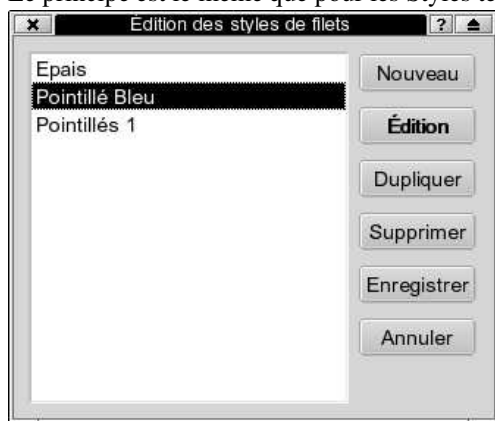 Le principe est le même que pour les Styles
Édition des styles de filets ?
Epais
Pointillé Bleu
Pointillés 1
Nouveau
Édition
Dupliquer
Supprimer
Enregistrer
Annuler